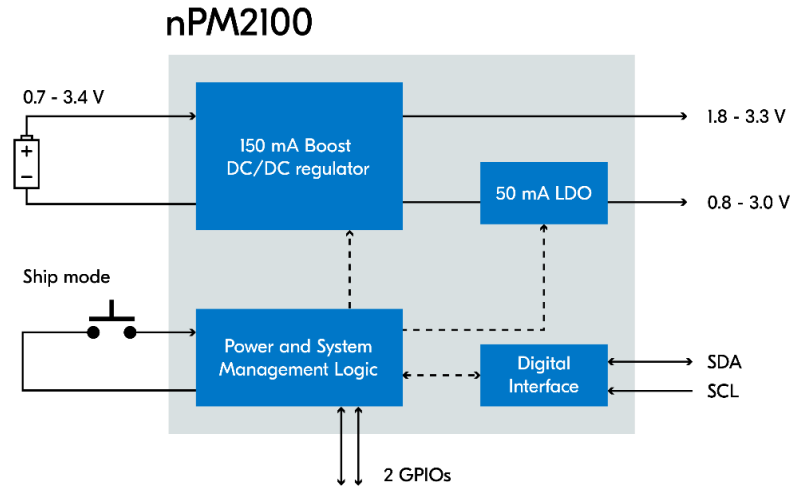 nPM2100
0.7 - 3.4 V
+
−
150 mA Boost
DC/DC regulator
1.8 - 3.3 V
50 mA LDO
0.8 - 3.0 V
Ship mode
Power and System
Management Logic
Digital
Interface
SDA
SCL
2 GPIOs